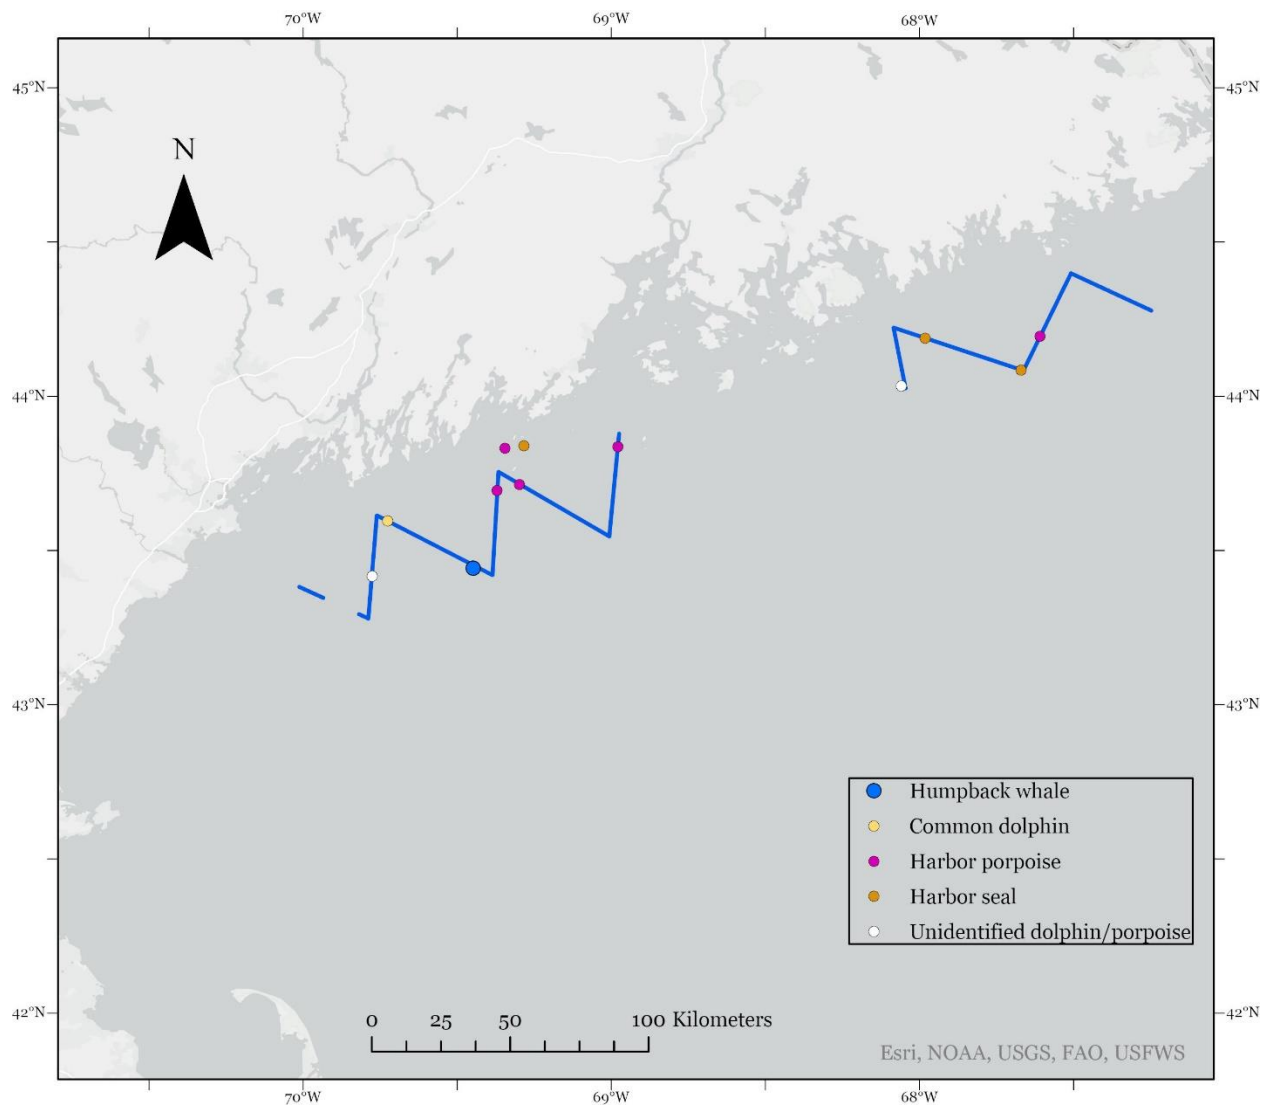 70°W 69°W 68°W
45°N 45°N
N
44°N 44°N
43°N 43°N
Humpback whale
Common dolphin
Harbor porpoise
Harbor seal
Unidentified dolphin/porpoise
42°N 42°N
0 25 50 100 Kilometers
Esri, NOAA, USGS, FAO, USFWS
70°W 69°W 68°W